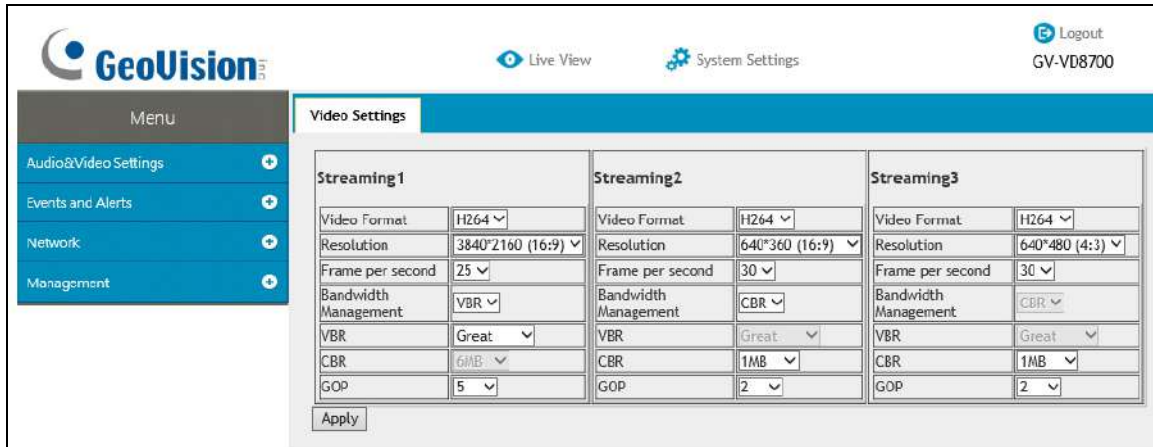 GeoVision
Live View
System Settings
Logout
GV-VD8700
Menu
Audio&Video Settings
Events and Alerts
Network
Management
Video Settings
Streaming1
Video Format H264
Resolution 3840*2160 (16:9)
Frame per second 25
Bandwidth
Management VBR
VBR Great
CBR 6MB
GOP 5
Streaming2
Video Format H264
Resolution 640*360 (16:9)
Frame per second 30
Bandwidth
Management CBR
VBR Great
CBR 1MB
GOP 2
Streaming3
Video Format H264
Resolution 640*480 (4:3)
Frame per second 30
Bandwidth
Management CBR
VBR Great
CBR 1MB
GOP 2
Apply